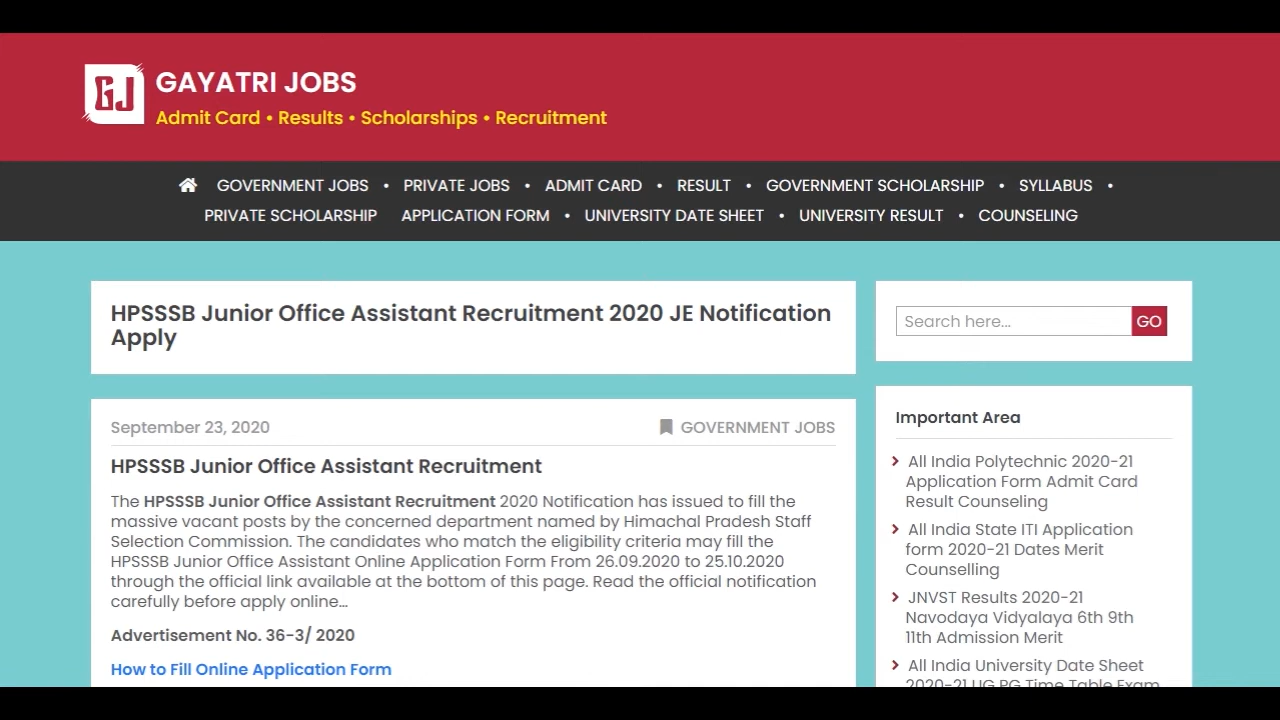 GJ
GAYATRI JOBS
Admit Card • Results • Scholarships • Recruitment
GOVERNMENT JOBS • PRIVATE JOBS • ADMIT CARD • RESULT • GOVERNMENT SCHOLARSHIP • SYLLABUS •
PRIVATE SCHOLARSHIP APPLICATION FORM • UNIVERSITY DATE SHEET • UNIVERSITY RESULT • COUNSELING
HPSSSB Junior Office Assistant Recruitment 2020 JE Notification
Apply
September 23, 2020
GOVERNMENT JOBS
HPSSSB Junior Office Assistant Recruitment
The HPSSSB Junior Office Assistant Recruitment 2020 Notification has issued to fill the
massive vacant posts by the concerned department named by Himachal Pradesh Staff
Selection Commission. The candidates who match the eligibility criteria may fill the
HPSSSB Junior Office Assistant Online Application Form From 26.09.2020 to 25.10.2020
through the official link available at the bottom of this page. Read the official notification
carefully before apply online...
Advertisement No. 36-3/ 2020
How to Fill Online Application Form
Search here...
GO
Important Area
All India Polytechnic 2020-21
Application Form Admit Card
Result Counseling
All India State ITI Application
form 2020-21 Dates Merit
Counselling
JNVST Results 2020-21
Navodaya Vidyalaya 6th 9th
11th Admission Merit
All India University Date Sheet
2020-21 UG PG Time Table Exam